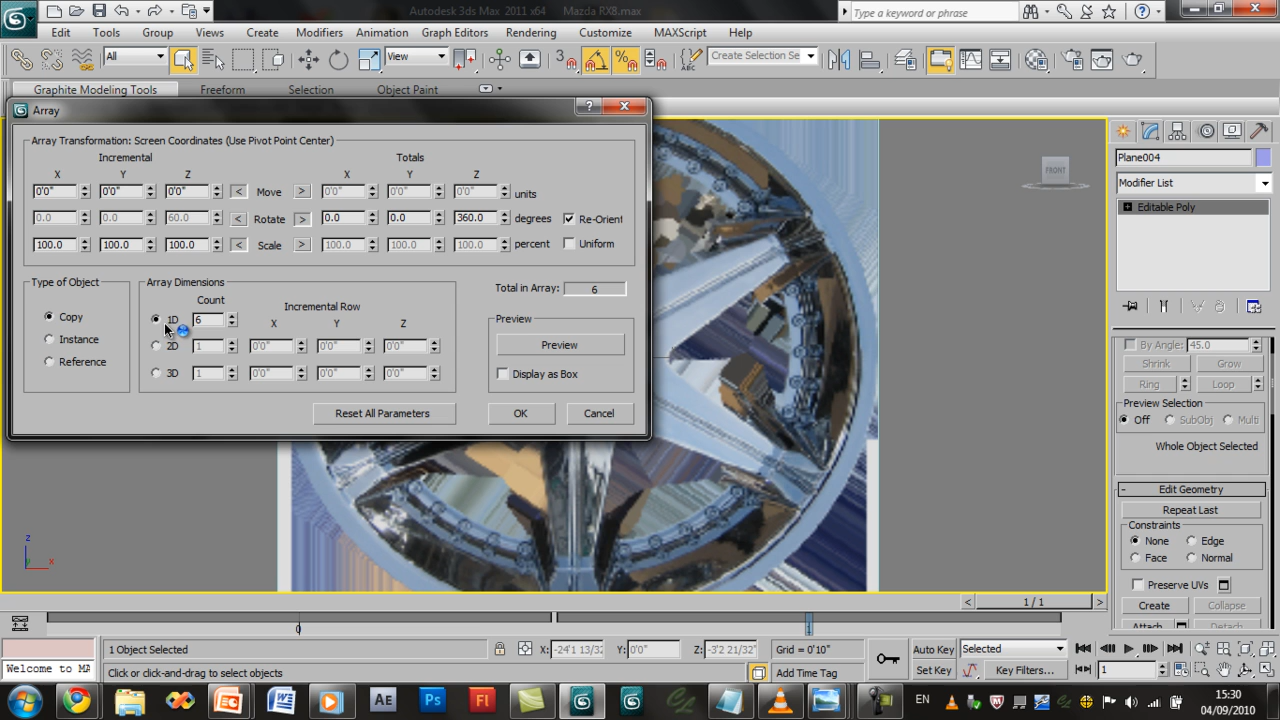 Autodesk 3ds Max 2011 x64 Mazda RX8.max
Type a keyword or phrase
Edit Tools Group Views Create Modifiers Animation Graph Editors Rendering Customize MAXScript Help
All View 3 Create Selection Se
Graphite Modeling Tools Freeform Selection Object Paint
Array
Array Transformation: Screen Coordinates (Use Pivot Point Center)
Incremental Totals
X Y Z X Y Z
0'0" 0'0" 0'0" < Move > 0'0" 0'0" 0'0" units
0.0 0.0 60.0 < Rotate > 0.0 0.0 360.0 degrees Re-Orient
100.0 100.0 100.0 < Scale > 100.0 100.0 100.0 percent Uniform
Type of Object
Copy
Instance
Reference
Array Dimensions
Count
Incremental Row
X Y Z
1D 6
2D 1 0'0" 0'0" 0'0"
3D 1 0'0" 0'0" 0'0"
Total in Array: 6
Preview
Preview
Display as Box
Reset All Parameters OK Cancel
FRONT
Plane004
Modifier List
Editable Poly
By Angle: 45.0
Shrink Grow
Ring Loop
Preview Selection
Off SubObj Multi
Whole Object Selected
- Edit Geometry
Repeat Last
Constraints
None Edge
Face Normal
Preserve UVs
Create Collapse
Attach Detach
z
x
< 1 / 1 >
0 1
1 Object Selected X: -24'1 13/32 Y: 0'0" Z: -3'2 21/32" Grid = 0'10" Auto Key Selected
Welcome to MA Click or click-and-drag to select objects Add Time Tag Set Key Key Filters... 1
Ae Ps Fl EN
15:30
04/09/2010